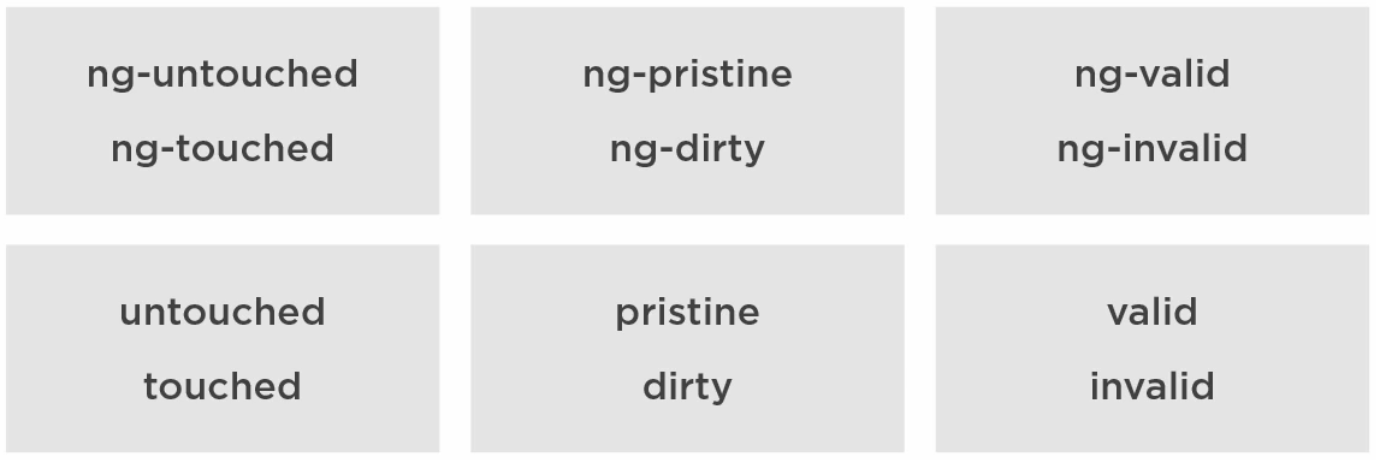 ng-untouched
ng-touched
ng-pristine
ng-dirty
ng-valid
ng-invalid
untouched
touched
pristine
dirty
valid
invalid